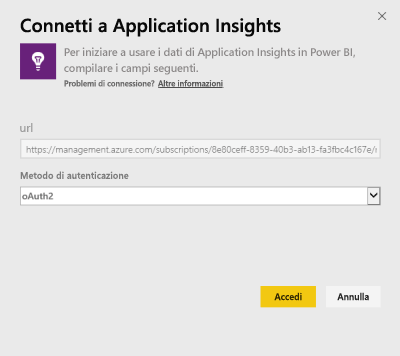 Connetti a Application Insights
Per iniziare a usare i dati di Application Insights in Power BI,
compilare i campi seguenti.
Problemi di connessione? Altre informazioni
url
https://management.azure.com/subscriptions/8e80ceff-8359-40b3-ab13-fa3fbc4c167e/r
Metodo di autenticazione
oAuth2
Accedi
Annulla